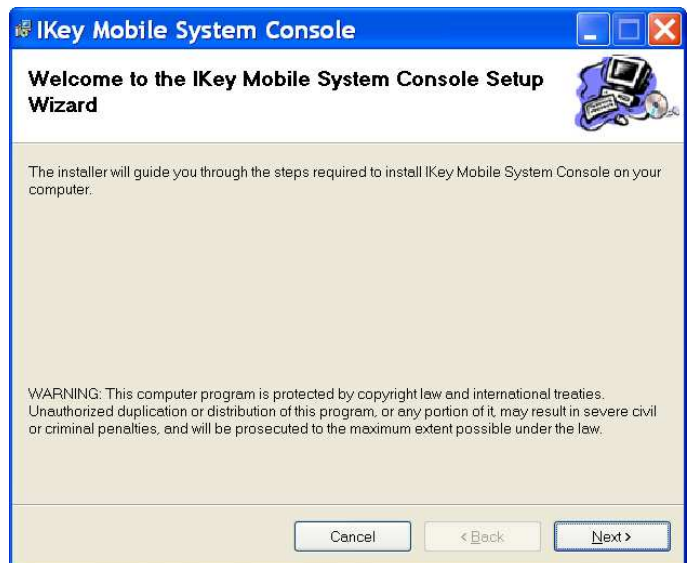 IKey Mobile System Console
Welcome to the IKey Mobile System Console Setup
Wizard
The installer will guide you through the steps required to install IKey Mobile System Console on your
computer.
WARNING: This computer program is protected by copyright law and international treaties.
Unauthorized duplication or distribution of this program, or any portion of it, may result in severe civil
or criminal penalties, and will be prosecuted to the maximum extent possible under the law.
Cancel
< Back
Next >